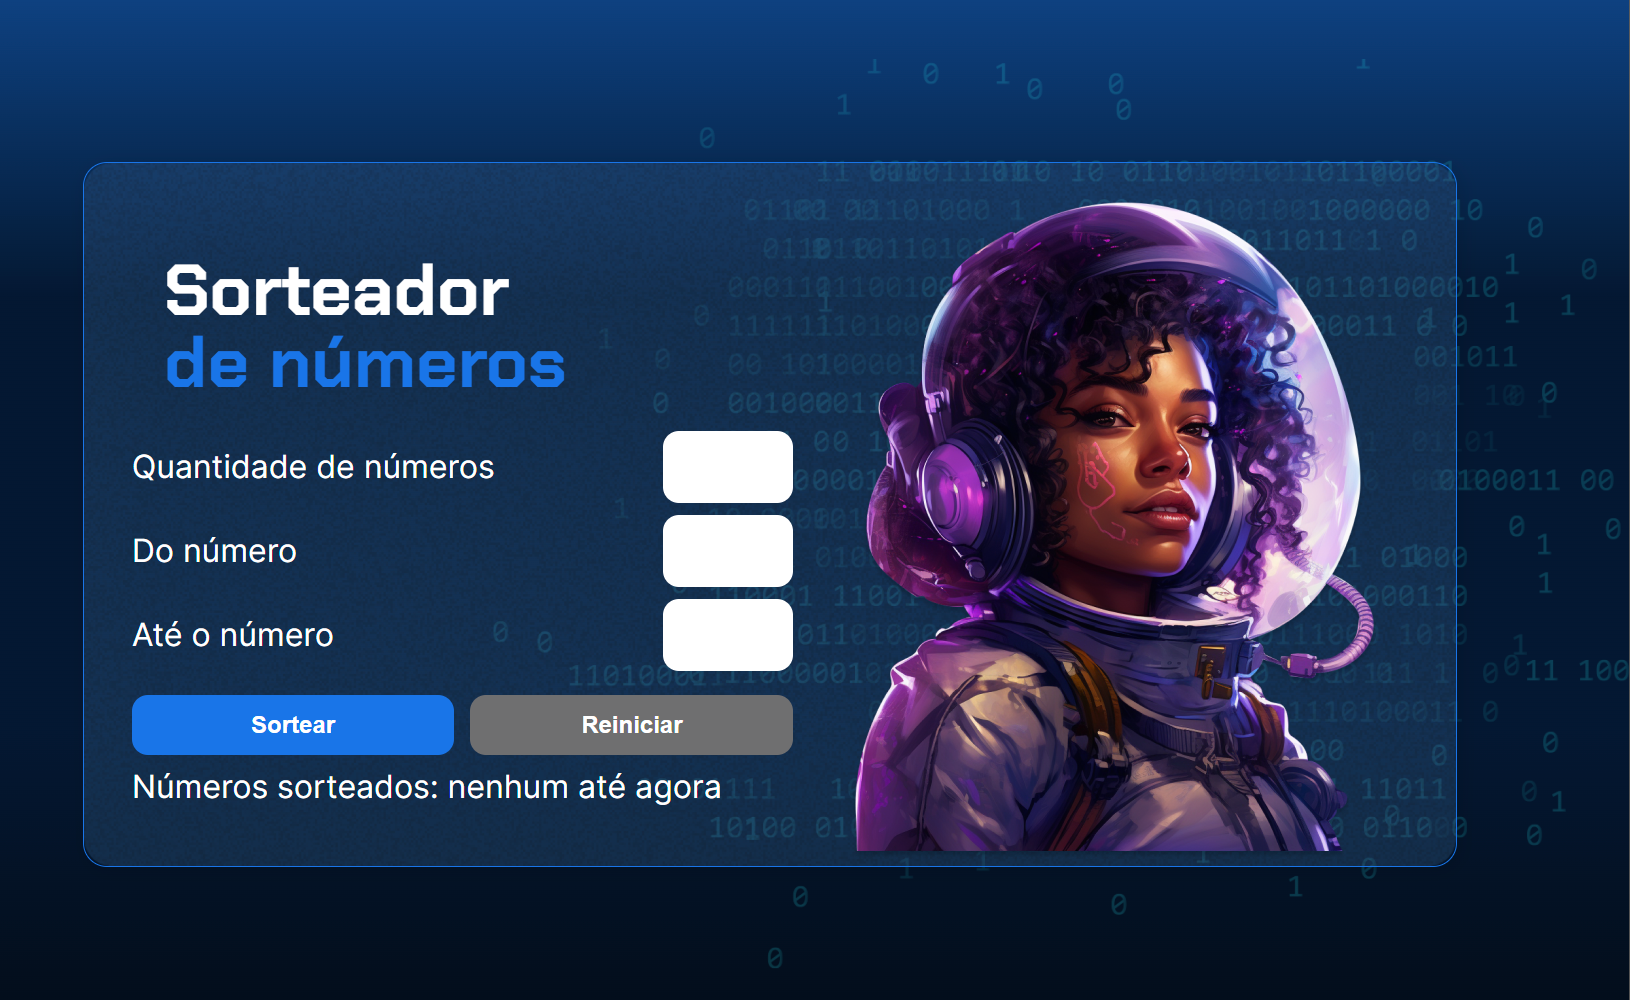 Sorteador
de números
Quantidade de números
Do número
Até o número
Sortear
Reiniciar
Números sorteados: nenhum até agora